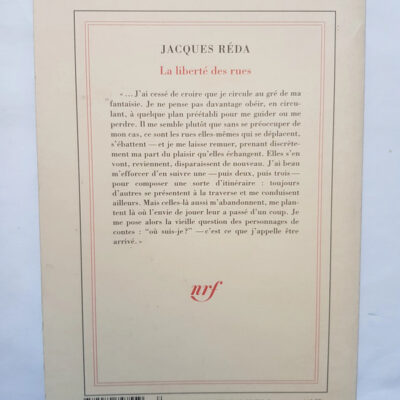 JACQUES RÉDA
La liberté des rues
« ... J'ai cessé de croire que je circule au gré de ma
fantaisie. Je ne pense pas davantage obéir, en circu-
lant, à quelque plan préétabli pour me guider ou me
perdre. Il me semble plutôt que sans se préoccuper de
mon cas, ce sont les rues elles-mêmes qui se déplacent,
s'ébattent — et je me laisse remuer, prenant discrète-
ment ma part du plaisir qu'elles échangent. Elles s'en
vont, reviennent, disparaissent de nouveau. J'ai beau
m'efforcer d'en suivre une — puis deux, puis trois —
pour composer une sorte d'itinéraire : toujours
d'autres se présentent à la traverse et me conduisent
ailleurs. Mais celles-là aussi m'abandonnent, me plan-
tent là où l'envie de jouer leur a passé d'un coup. Je
me pose alors la vieille question des personnages de
contes : "où suis-je ?" — c'est ce que j'appelle être
arrivé. »
nrf